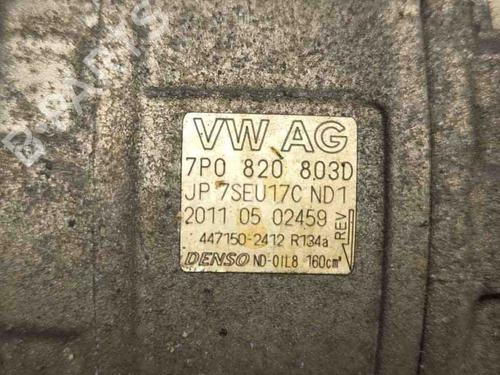 VW AG
7P0 820 803D
JP 7SEU17C ND1
2011 05 02459
REV
447150-2412 R134a
DENSO ND-OIL8 160cm³